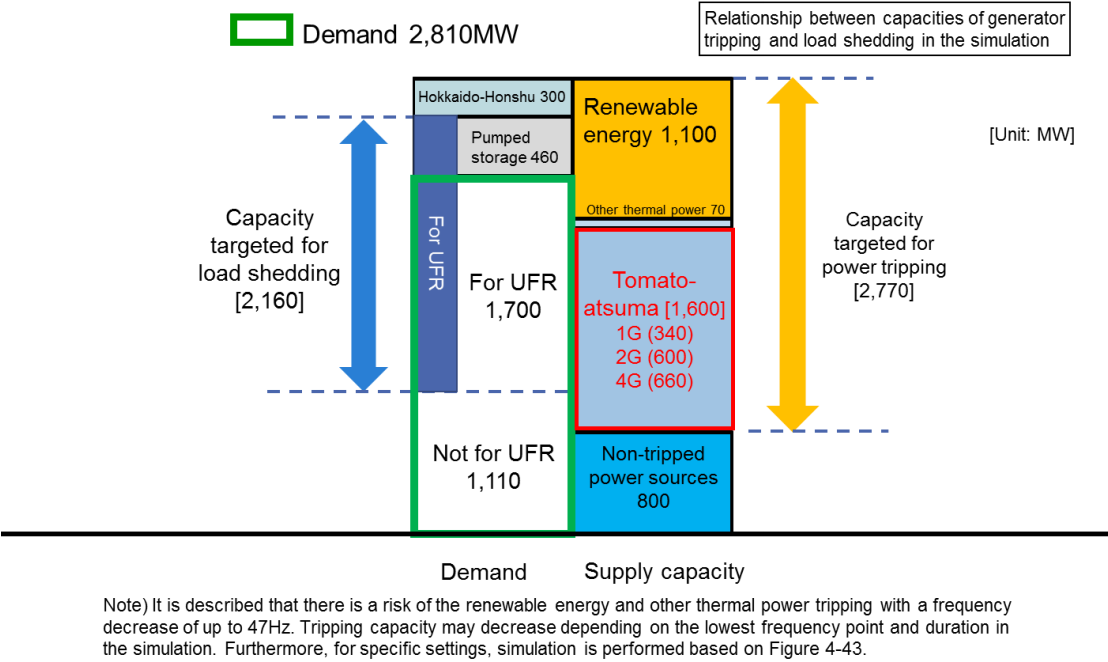 Demand 2,810MW
Relationship between capacities of generator
tripping and load shedding in the simulation
[Unit: MW]
Hokkaido-Honshu 300
Pumped
storage 460
Renewable
energy 1,100
Other thermal power 70
Capacity
targeted for
load shedding
[2,160]
For UFR
For UFR
1,700
Tomato-
atsuma [1,600]
1G (340)
2G (600)
4G (660)
Capacity
targeted for
power tripping
[2,770]
Not for UFR
1,110
Non-tripped
power sources
800
Demand
Supply capacity
Note) It is described that there is a risk of the renewable energy and other thermal power tripping with a frequency
decrease of up to 47Hz. Tripping capacity may decrease depending on the lowest frequency point and duration in
the simulation. Furthermore, for specific settings, simulation is performed based on Figure 4-43.